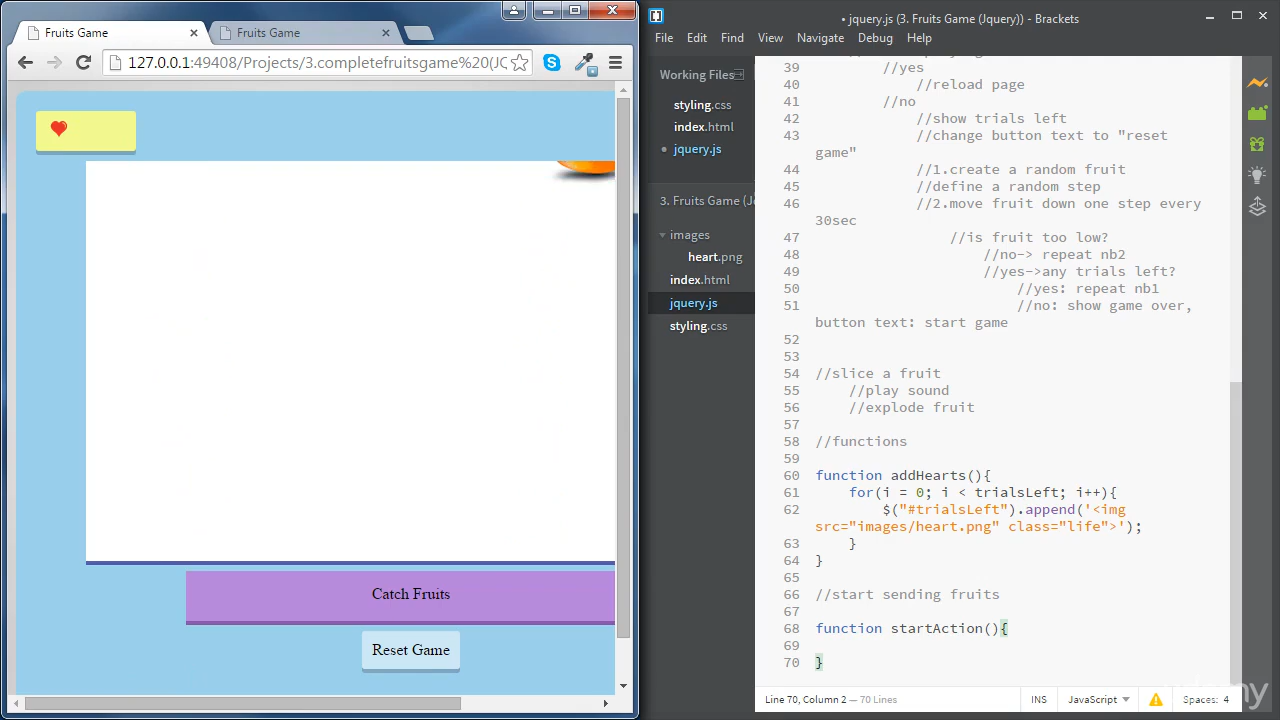 Fruits Game
Fruits Game
127.0.0.1:49408/Projects/3.completefruitsgame%20(JC
Catch Fruits
Reset Game
• jquery.js (3. Fruits Game (Jquery)) - Brackets
File Edit Find View Navigate Debug Help
Working Files
styling.css
index.html
jquery.js
3. Fruits Game (Jq
images
heart.png
index.html
jquery.js
styling.css
39 //yes
40 //reload page
41 //no
42 //show trials left
43 //change button text to "reset
game"
44 //1.create a random fruit
45 //define a random step
46 //2.move fruit down one step every
30sec
47 //is fruit too low?
48 //no-> repeat nb2
49 //yes->any trials left?
50 //yes: repeat nb1
51 //no: show game over,
button text: start game
52
53
54 //slice a fruit
55 //play sound
56 //explode fruit
57
58 //functions
59
60 function addHearts(){
61 for(i = 0; i < trialsLeft; i++){
62 $("#trialsLeft").append('<img
src="images/heart.png" class="life">');
63 }
64 }
65
66 //start sending fruits
67
68 function startAction(){
69
70 }
Line 70, Column 2 — 70 Lines
INS
JavaScript
Spaces: 4